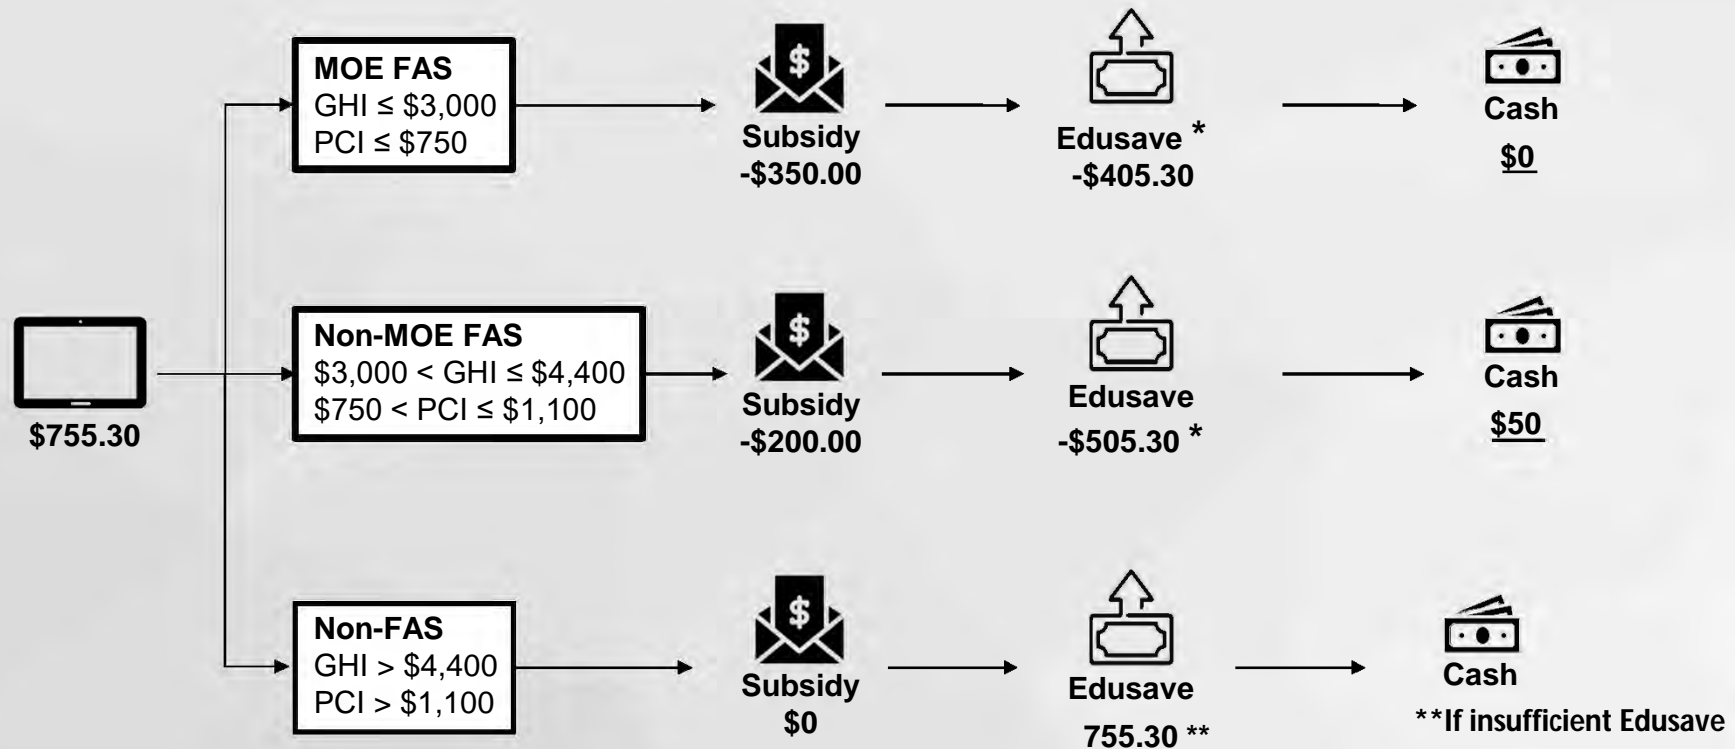 $755.30
MOE FAS
GHI ≤ $3,000
PCI ≤ $750
$
Subsidy
-$350.00
Edusave *
-$405.30
Cash
$0
Non-MOE FAS
$3,000 < GHI ≤ $4,400
$750 < PCI ≤ $1,100
$
Subsidy
-$200.00
Edusave
-$505.30 *
Cash
$50
Non-FAS
GHI > $4,400
PCI > $1,100
$
Subsidy
$0
Edusave
755.30 **
Cash
**If insufficient Edusave